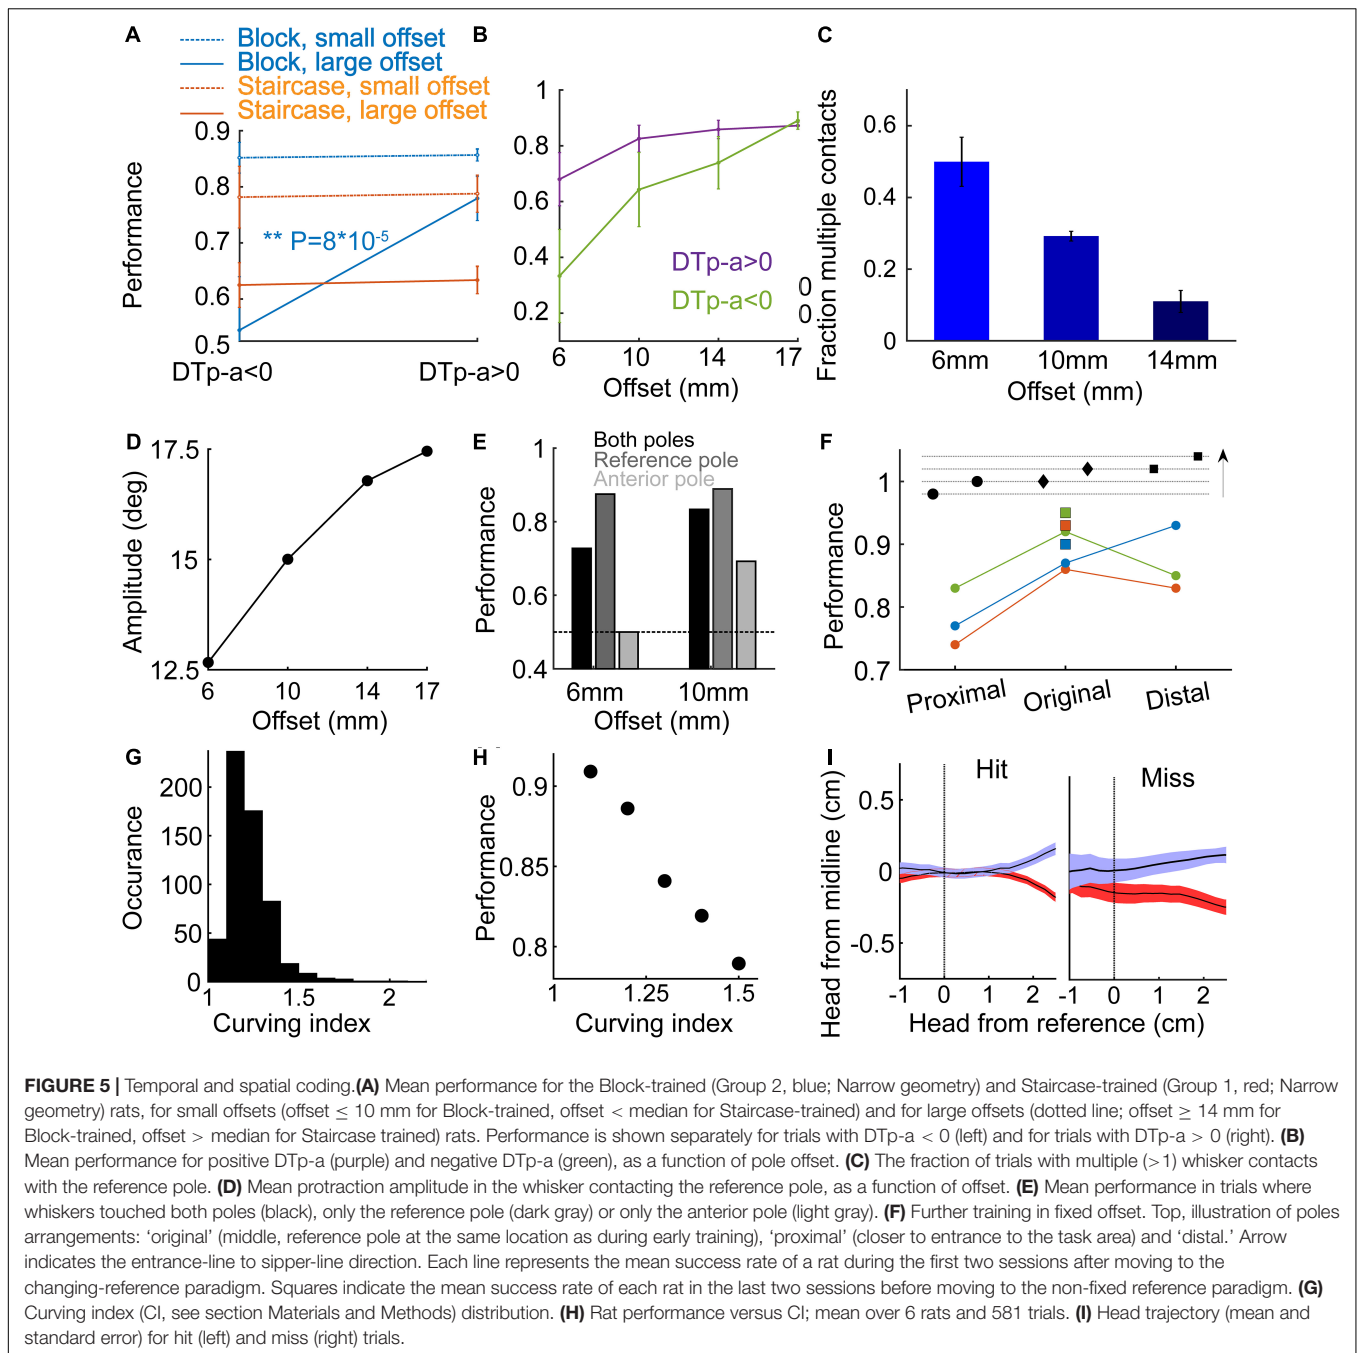 A
Block, small offset
Block, large offset
Staircase, small offset
Staircase, large offset
Performance
0.9
0.8
0.7
0.6
0.5
** P=8*10-5
DTp-a<0
DTp-a>0
B
1
0.8
0.6
0.4
0.2
DTp-a>0
DTp-a<0
6 10 14 17
Offset (mm)
0
0
C
Fraction multiple contacts
0.6
0.4
0.2
0
6mm 10mm 14mm
Offset (mm)
D
Amplitude (deg)
17.5
15
12.5
6 10 14 17
Offset (mm)
E
Performance
1
0.8
0.6
0.4
Both poles
Reference pole
Anterior pole
6mm 10mm
Offset (mm)
F
Performance
1
0.9
0.8
0.7
Proximal Original Distal
G
Occurance
200
150
100
50
0
1 1.5 2
Curving index
H
Performance
0.9
0.85
0.8
1 1.25 1.5
Curving index
I
Head from midline (cm)
0.5
0
-0.5
Hit
Miss
-1 0 1 2 -1 0 1 2
Head from reference (cm)
FIGURE 5 | Temporal and spatial coding.(A) Mean performance for the Block-trained (Group 2, blue; Narrow geometry) and Staircase-trained (Group 1, red; Narrow
geometry) rats, for small offsets (offset ≤ 10 mm for Block-trained, offset < median for Staircase-trained) and for large offsets (dotted line; offset ≥ 14 mm for
Block-trained, offset > median for Staircase trained) rats. Performance is shown separately for trials with DTp-a < 0 (left) and for trials with DTp-a > 0 (right). (B)
Mean performance for positive DTp-a (purple) and negative DTp-a (green), as a function of pole offset. (C) The fraction of trials with multiple (>1) whisker contacts
with the reference pole. (D) Mean protraction amplitude in the whisker contacting the reference pole, as a function of offset. (E) Mean performance in trials where
whiskers touched both poles (black), only the reference pole (dark gray) or only the anterior pole (light gray). (F) Further training in fixed offset. Top, illustration of poles
arrangements: 'original' (middle, reference pole at the same location as during early training), 'proximal' (closer to entrance to the task area) and 'distal.' Arrow
indicates the entrance-line to sipper-line direction. Each line represents the mean success rate of a rat during the first two sessions after moving to the
changing-reference paradigm. Squares indicate the mean success rate of each rat in the last two sessions before moving to the non-fixed reference paradigm. (G)
Curving index (CI, see section Materials and Methods) distribution. (H) Rat performance versus CI; mean over 6 rats and 581 trials. (I) Head trajectory (mean and
standard error) for hit (left) and miss (right) trials.